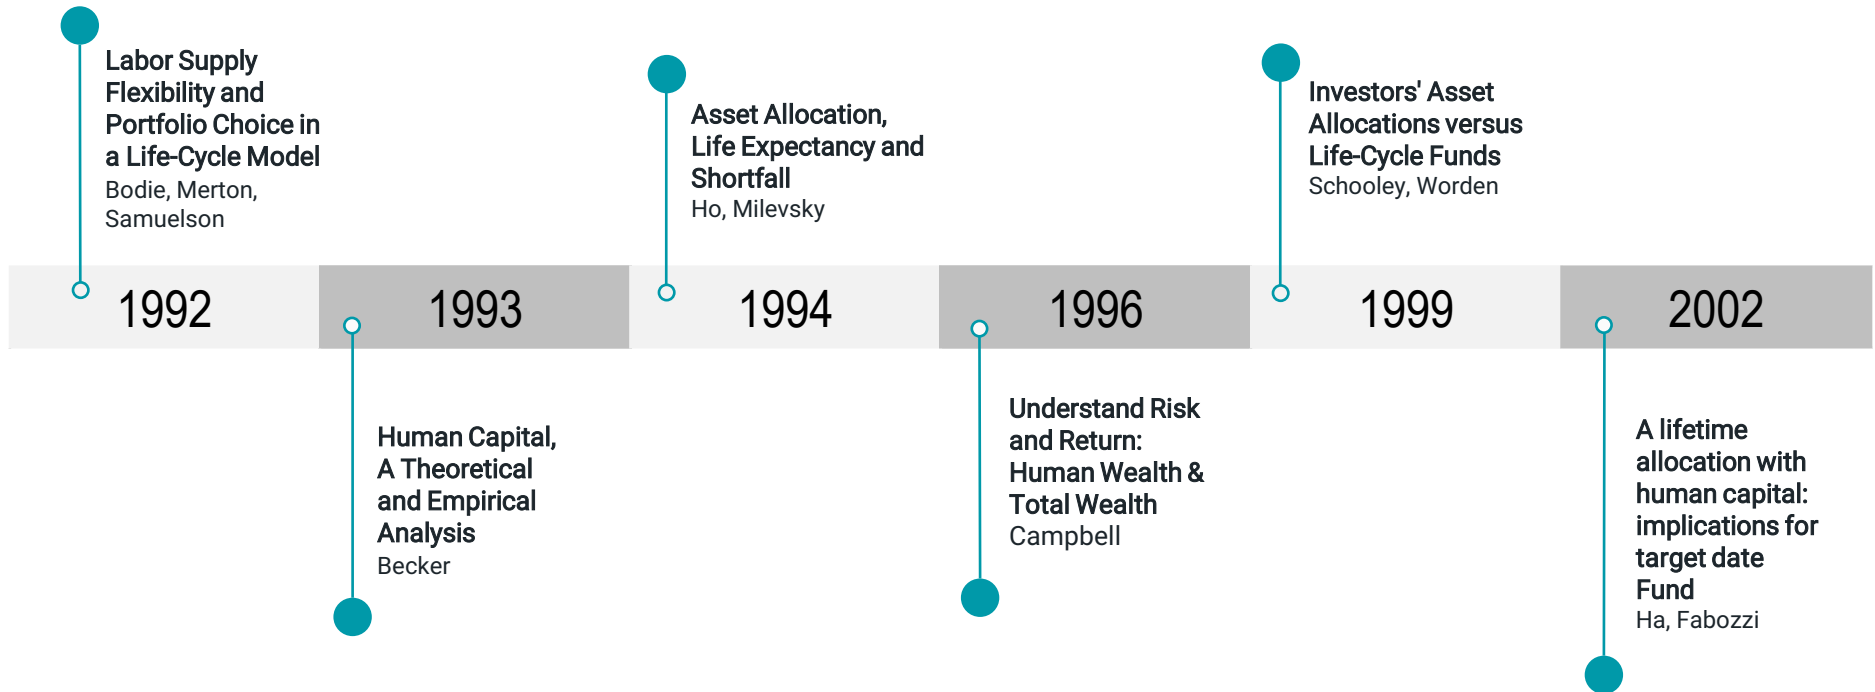 Labor Supply
Flexibility and
Portfolio Choice in
a Life-Cycle Model
Bodie, Merton,
Samuelson
Asset Allocation,
Life Expectancy and
Shortfall
Ho, Milevsky
Investors' Asset
Allocations versus
Life-Cycle Funds
Schooley, Worden
1992
1993
1994
1996
1999
2002
Human Capital,
A Theoretical
and Empirical
Analysis
Becker
Understand Risk
and Return:
Human Wealth &
Total Wealth
Campbell
A lifetime
allocation with
human capital:
implications for
target date
Fund
Ha, Fabozzi